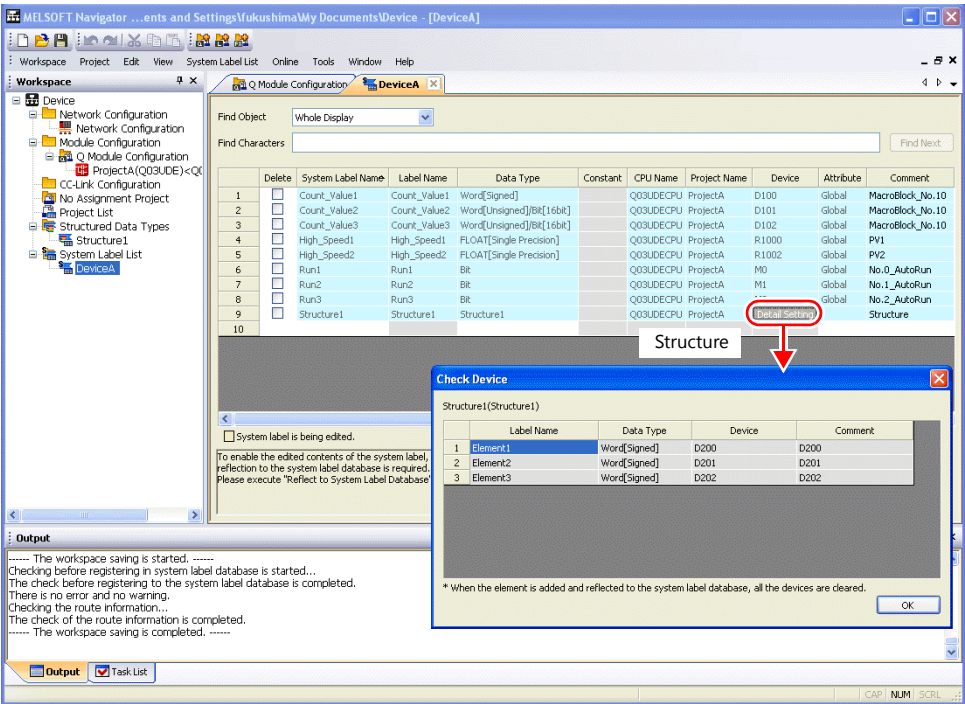 MELSOFT Navigator ...ents and Settings\fukushima\My Documents\Device - [DeviceA]
Workspace Project Edit View System Label List Online Tools Window Help
Workspace
Device
Network Configuration
Network Configuration
Module Configuration
Q Module Configuration
ProjectA(Q03UDE)<Q(
CC-Link Configuration
No Assignment Project
Project List
Structured Data Types
Structure1
System Label List
DeviceA
Q Module Configuration DeviceA
Find Object Whole Display
Find Characters Find Next
Delete System Label Name Label Name Data Type Constant CPU Name Project Name Device Attribute Comment
1 Count_Value1 Count_Value1 Word[Signed] Q03UDECPU ProjectA D100 Global MacroBlock_No.10
2 Count_Value2 Count_Value2 Word[Unsigned]/Bit[16bit] Q03UDECPU ProjectA D101 Global MacroBlock_No.10
3 Count_Value3 Count_Value3 Word[Unsigned]/Bit[16bit] Q03UDECPU ProjectA D102 Global MacroBlock_No.10
4 High_Speed1 High_Speed1 FLOAT[Single Precision] Q03UDECPU ProjectA R1000 Global PV1
5 High_Speed2 High_Speed2 FLOAT[Single Precision] Q03UDECPU ProjectA R1002 Global PV2
6 Run1 Run1 Bit Q03UDECPU ProjectA M0 Global No.0_AutoRun
7 Run2 Run2 Bit Q03UDECPU ProjectA M1 Global No.1_AutoRun
8 Run3 Run3 Bit Q03UDECPU ProjectA Global No.2_AutoRun
9 Structure1 Structure1 Structure1 Q03UDECPU ProjectA Detail Setting Structure
10
Structure
System label is being edited.
To enable the edited contents of the system label,
reflection to the system label database is required.
Please execute "Reflect to System Label Database"
Check Device
Structure1(Structure1)
Label Name Data Type Device Comment
1 Element1 Word[Signed] D200 D200
2 Element2 Word[Signed] D201 D201
3 Element3 Word[Signed] D202 D202
* When the element is added and reflected to the system label database, all the devices are cleared.
OK
Output
------ The workspace saving is started. ------
Checking before registering in system label database is started...
The check before registering to the system label database is completed.
There is no error and no warning.
Checking the route information...
The check of the route information is completed.
------ The workspace saving is completed. ------
Output Task List
CAP NUM SCRL